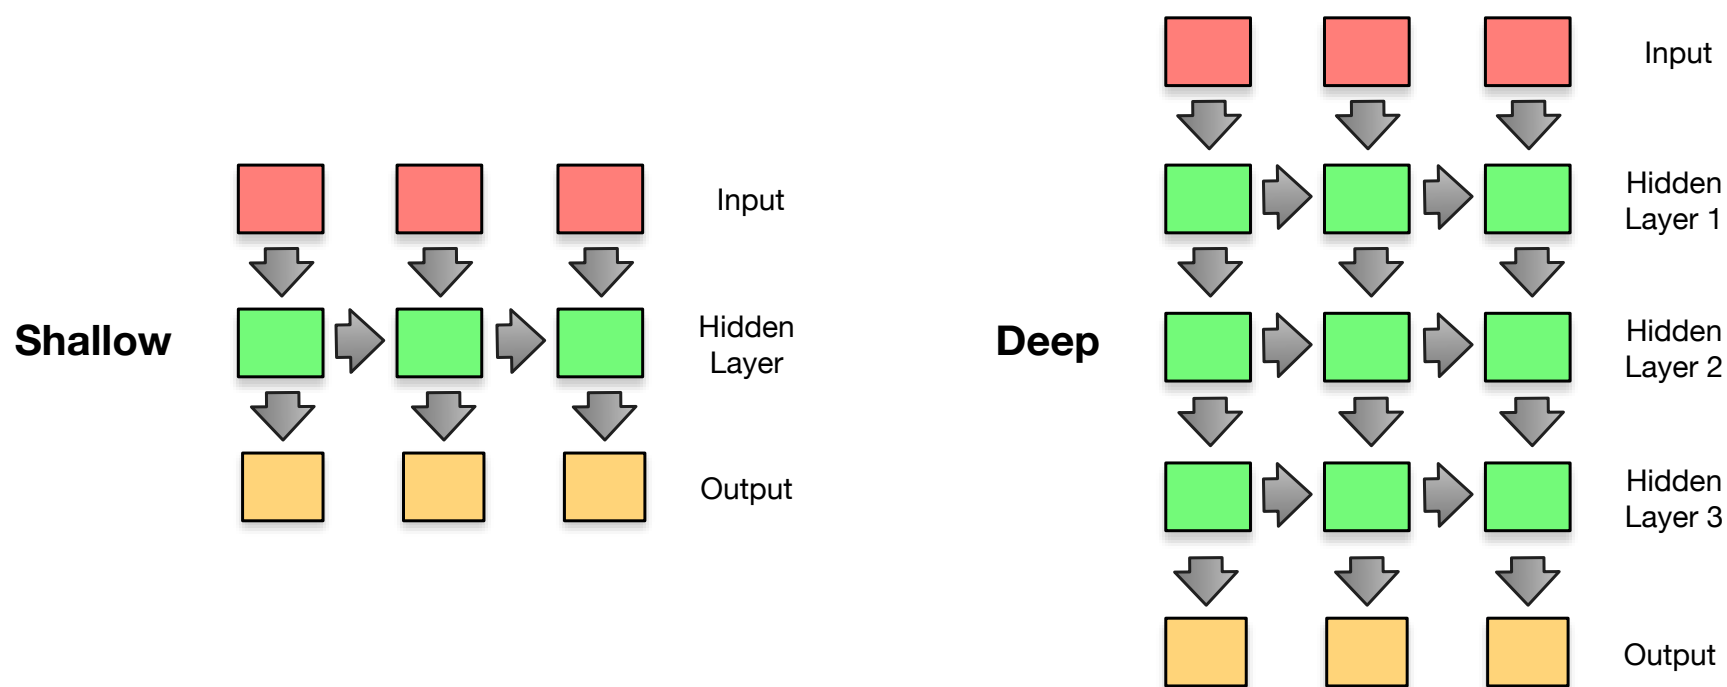 Shallow
Input
Hidden
Layer
Output
Deep
Input
Hidden
Layer 1
Hidden
Layer 2
Hidden
Layer 3
Output